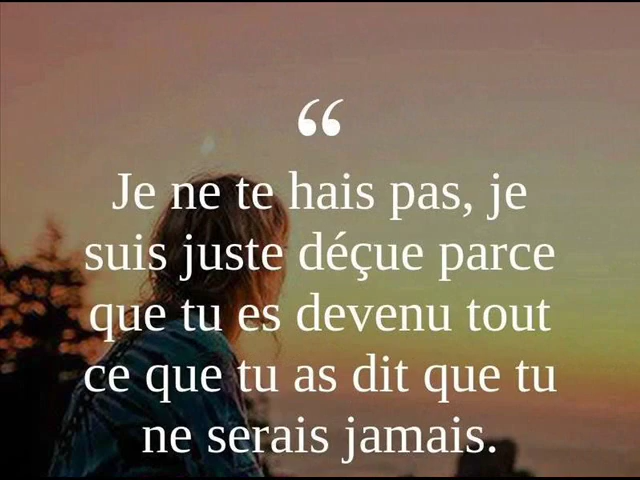 “
Je ne te hais pas, je
suis juste déçue parce
que tu es devenu tout
ce que tu as dit que tu
ne serais jamais.